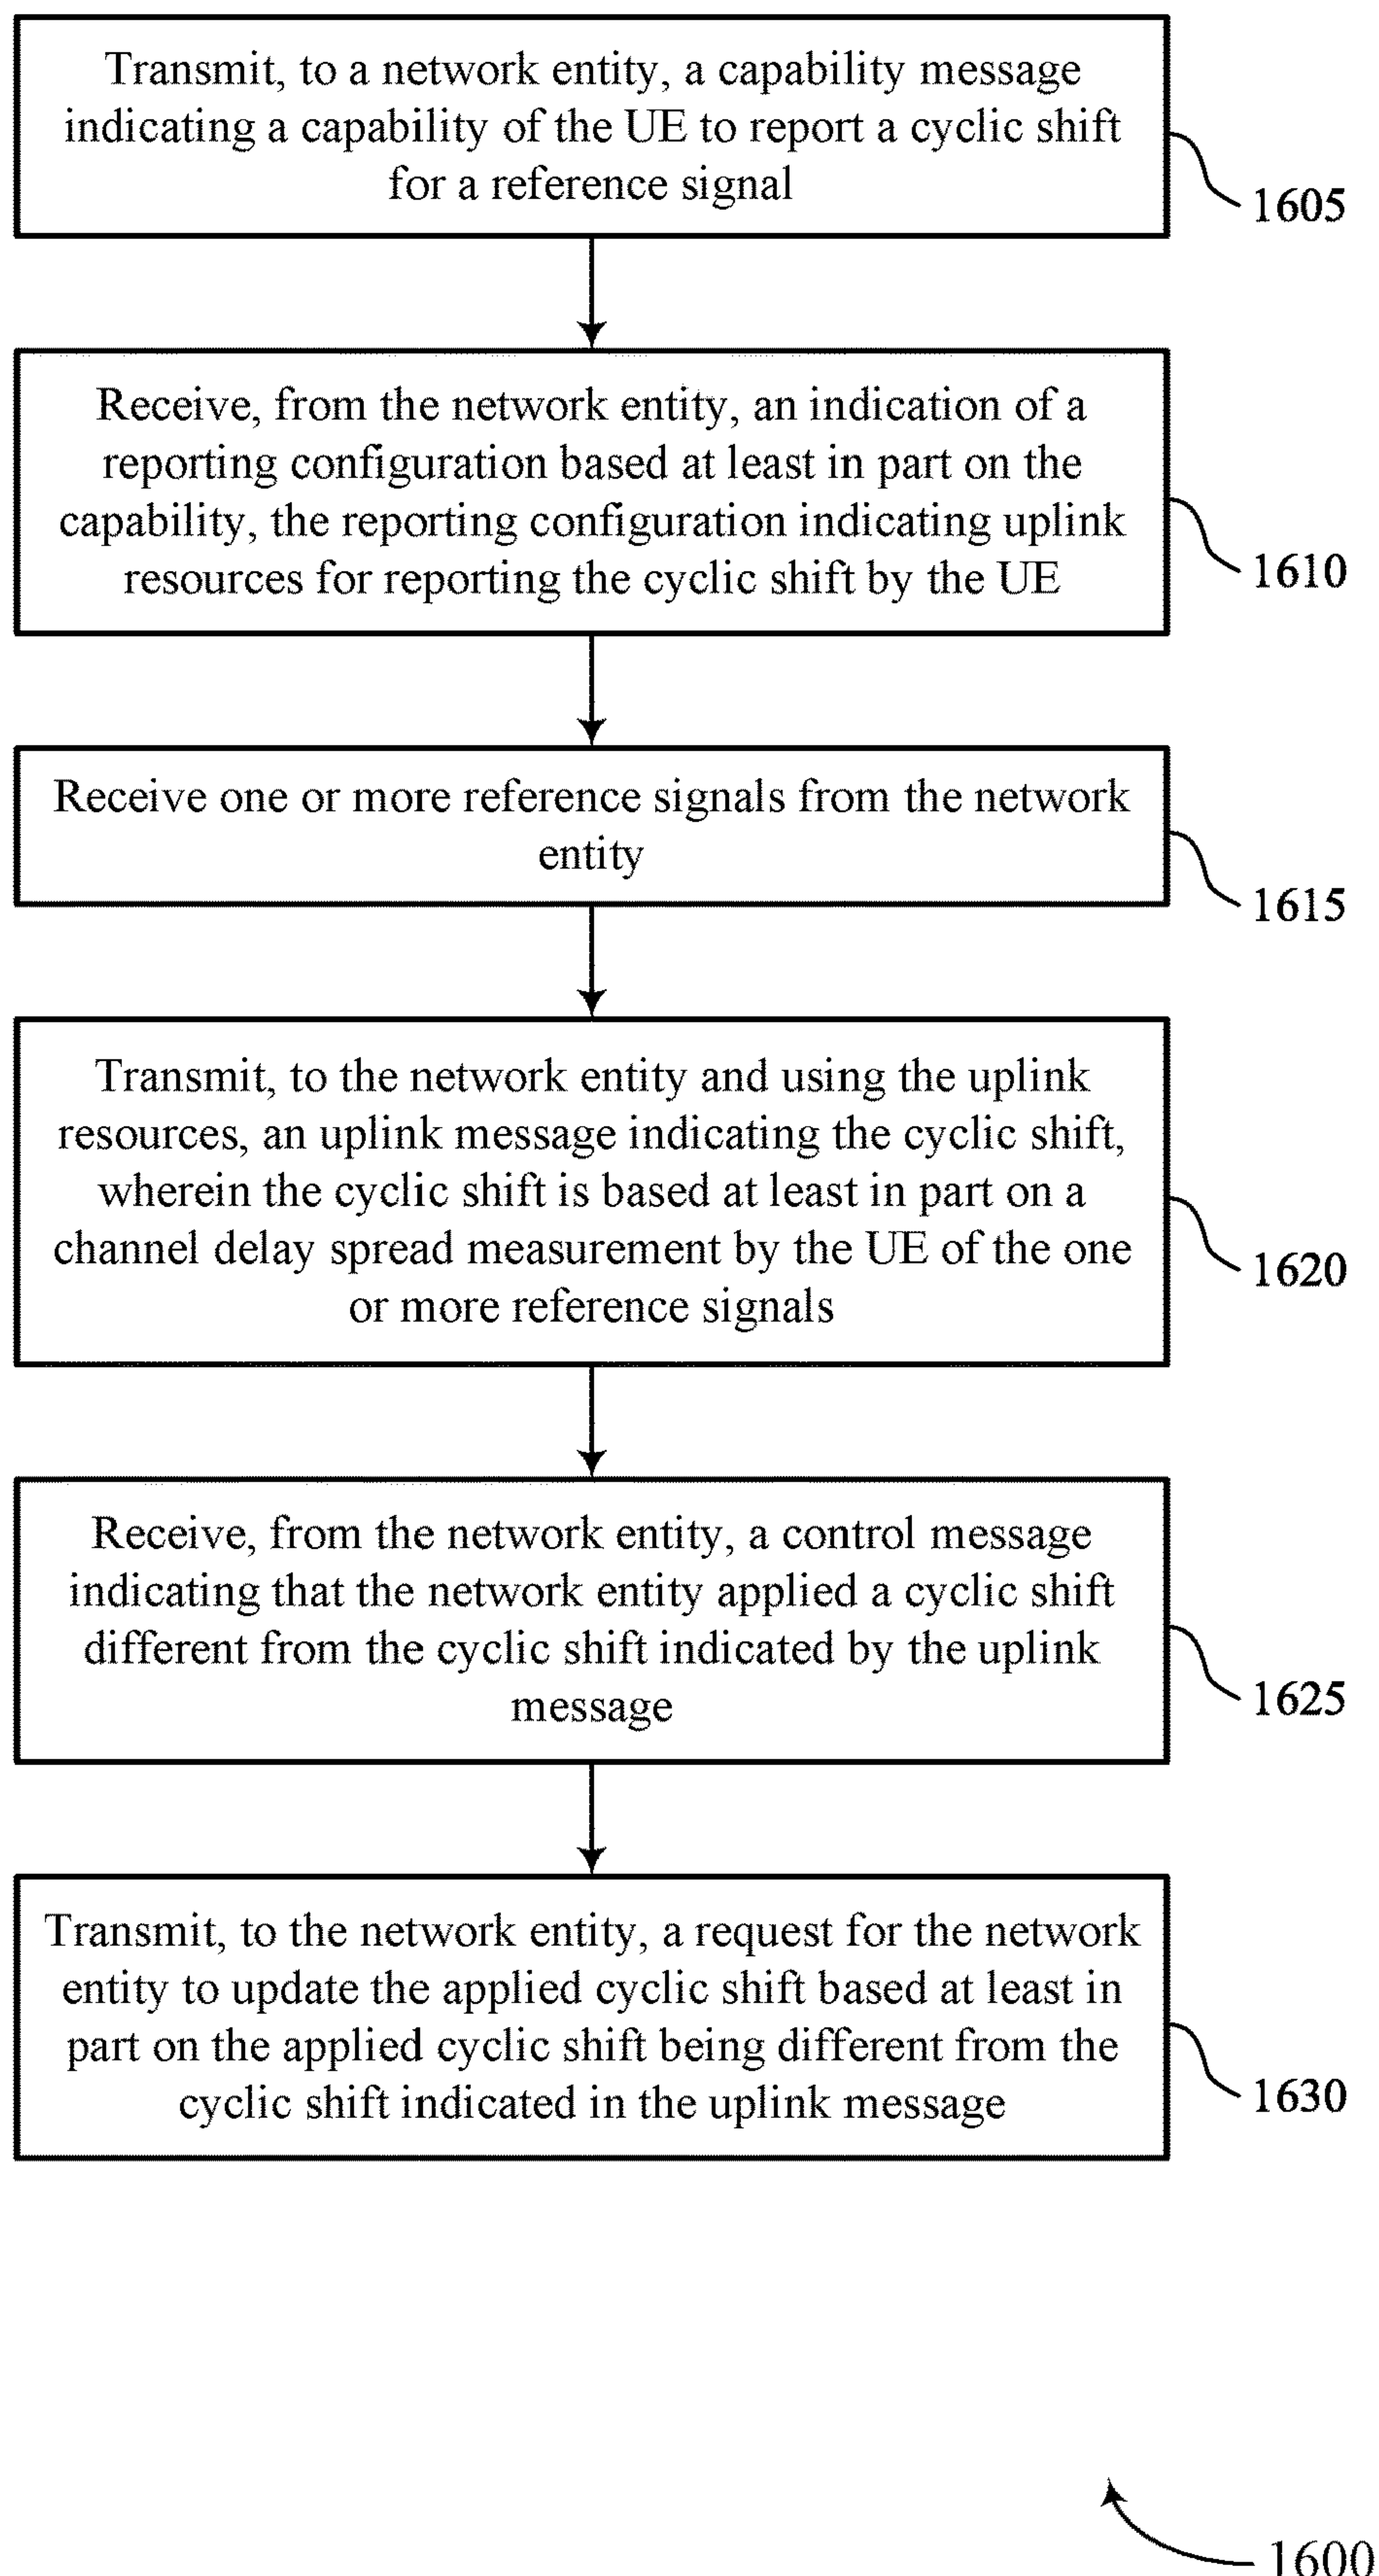 Transmit, to a network entity, a capability message
indicating a capability of the UE to report a cyclic shift
for a reference signal
1605
Receive, from the network entity, an indication of a
reporting configuration based at least in part on the
capability, the reporting configuration indicating uplink
resources for reporting the cyclic shift by the UE
1610
Receive one or more reference signals from the network
entity
1615
Transmit, to the network entity and using the uplink
resources, an uplink message indicating the cyclic shift,
wherein the cyclic shift is based at least in part on a
channel delay spread measurement by the UE of the one
or more reference signals
1620
Receive, from the network entity, a control message
indicating that the network entity applied a cyclic shift
different from the cyclic shift indicated by the uplink
message
1625
Transmit, to the network entity, a request for the network
entity to update the applied cyclic shift based at least in
part on the applied cyclic shift being different from the
cyclic shift indicated in the uplink message
1630
1600